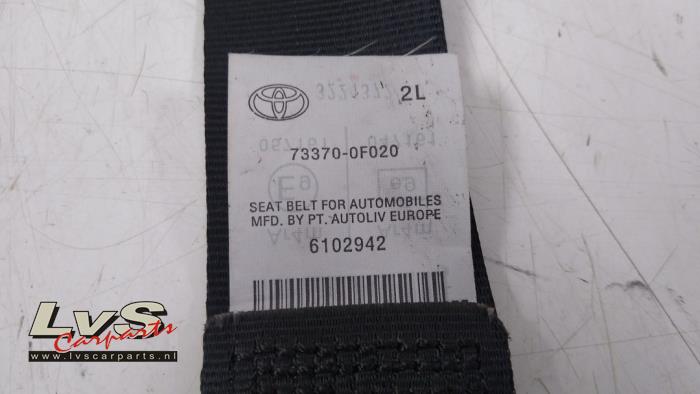 2L
73370-0F020
SEAT BELT FOR AUTOMOBILES
MFD. BY PT. AUTOLIV EUROPE
6102942
LvS
Carparts
www.lvscarparts.nl